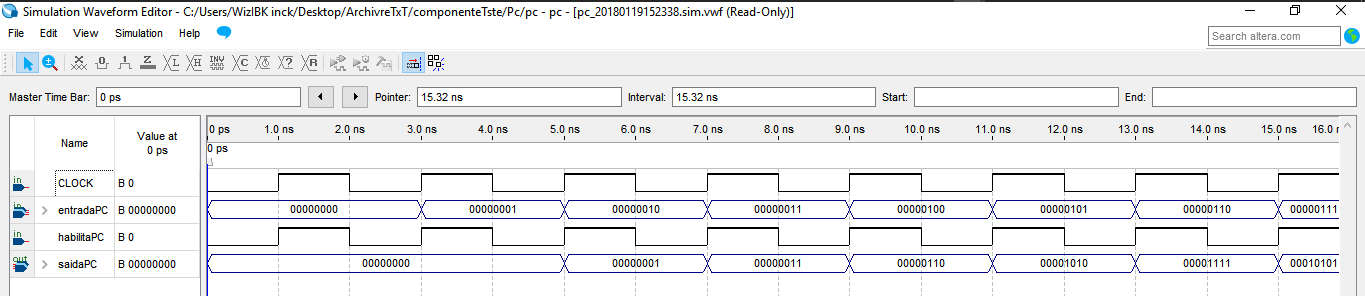 Simulation Waveform Editor - C:/Users/WizlBK inck/Desktop/ArchivreTxT/componenteTste/Pc/pc - pc - [pc_20180119152338.sim.vwf (Read-Only)]
File Edit View Simulation Help
Search altera.com
Master Time Bar: 0 ps Pointer: 15.32 ns Interval: 15.32 ns Start: End:
Name Value at 0 ps
0 ps 1.0 ns 2.0 ns 3.0 ns 4.0 ns 5.0 ns 6.0 ns 7.0 ns 8.0 ns 9.0 ns 10.0 ns 11.0 ns 12.0 ns 13.0 ns 14.0 ns 15.0 ns 16.0 n
0 ps
in CLOCK B 0
in entradaPC B 00000000 00000000 00000001 00000010 00000011 00000100 00000101 00000110 00000111
in habilitaPC B 0
out saidaPC B 00000000 00000000 00000001 00000011 00000110 00001010 00001111 00010101